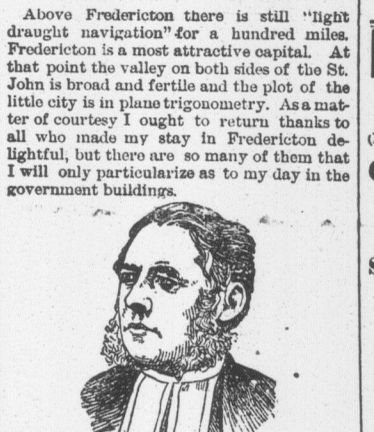 Above Fredericton there is still "light
draught navigation" for a hundred miles.
Fredericton is a most attractive capital. At
that point the valley on both sides of the St.
John is broad and fertile and the plot of the
little city is in plane trigonometry. As a mat-
ter of courtesy I ought to return thanks to
all who made my stay in Fredericton de-
lightful, but there are so many of them that
I will only particularize as to my day in the
government buildings.